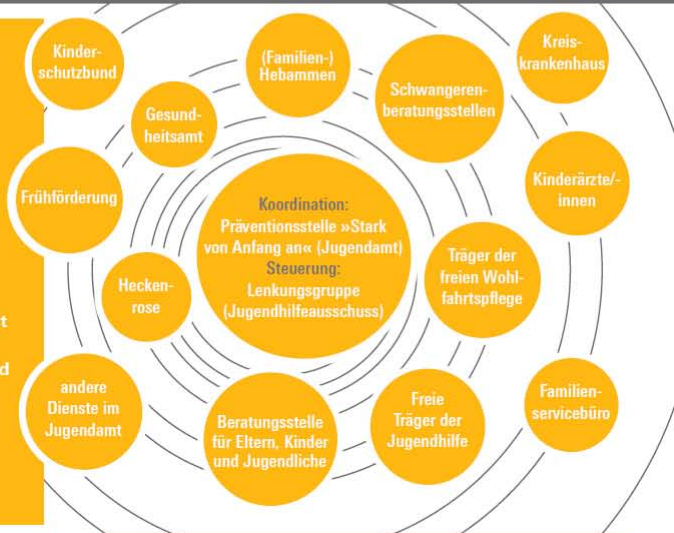 Kinder-
schutzbund
(Familien-)
Hebammen
Kreis-
krankenhaus
Schwangeren-
beratungsstellen
Gesund-
heitsamt
Frühförderung
Kinderärzte/-
innen
Koordination:
Präventionsstelle »Stark
von Anfang an« (Jugendamt)
Steuerung:
Lenkungsgruppe
(Jugendhilfeausschuss)
Träger der
freien Wohl-
fahrtspflege
Hecken-
rose
t
d
andere
Dienste im
Jugendamt
Beratungsstelle
für Eltern, Kinder
und Jugendliche
Freie
Träger der
Jugendhilfe
Familien-
servicebüro